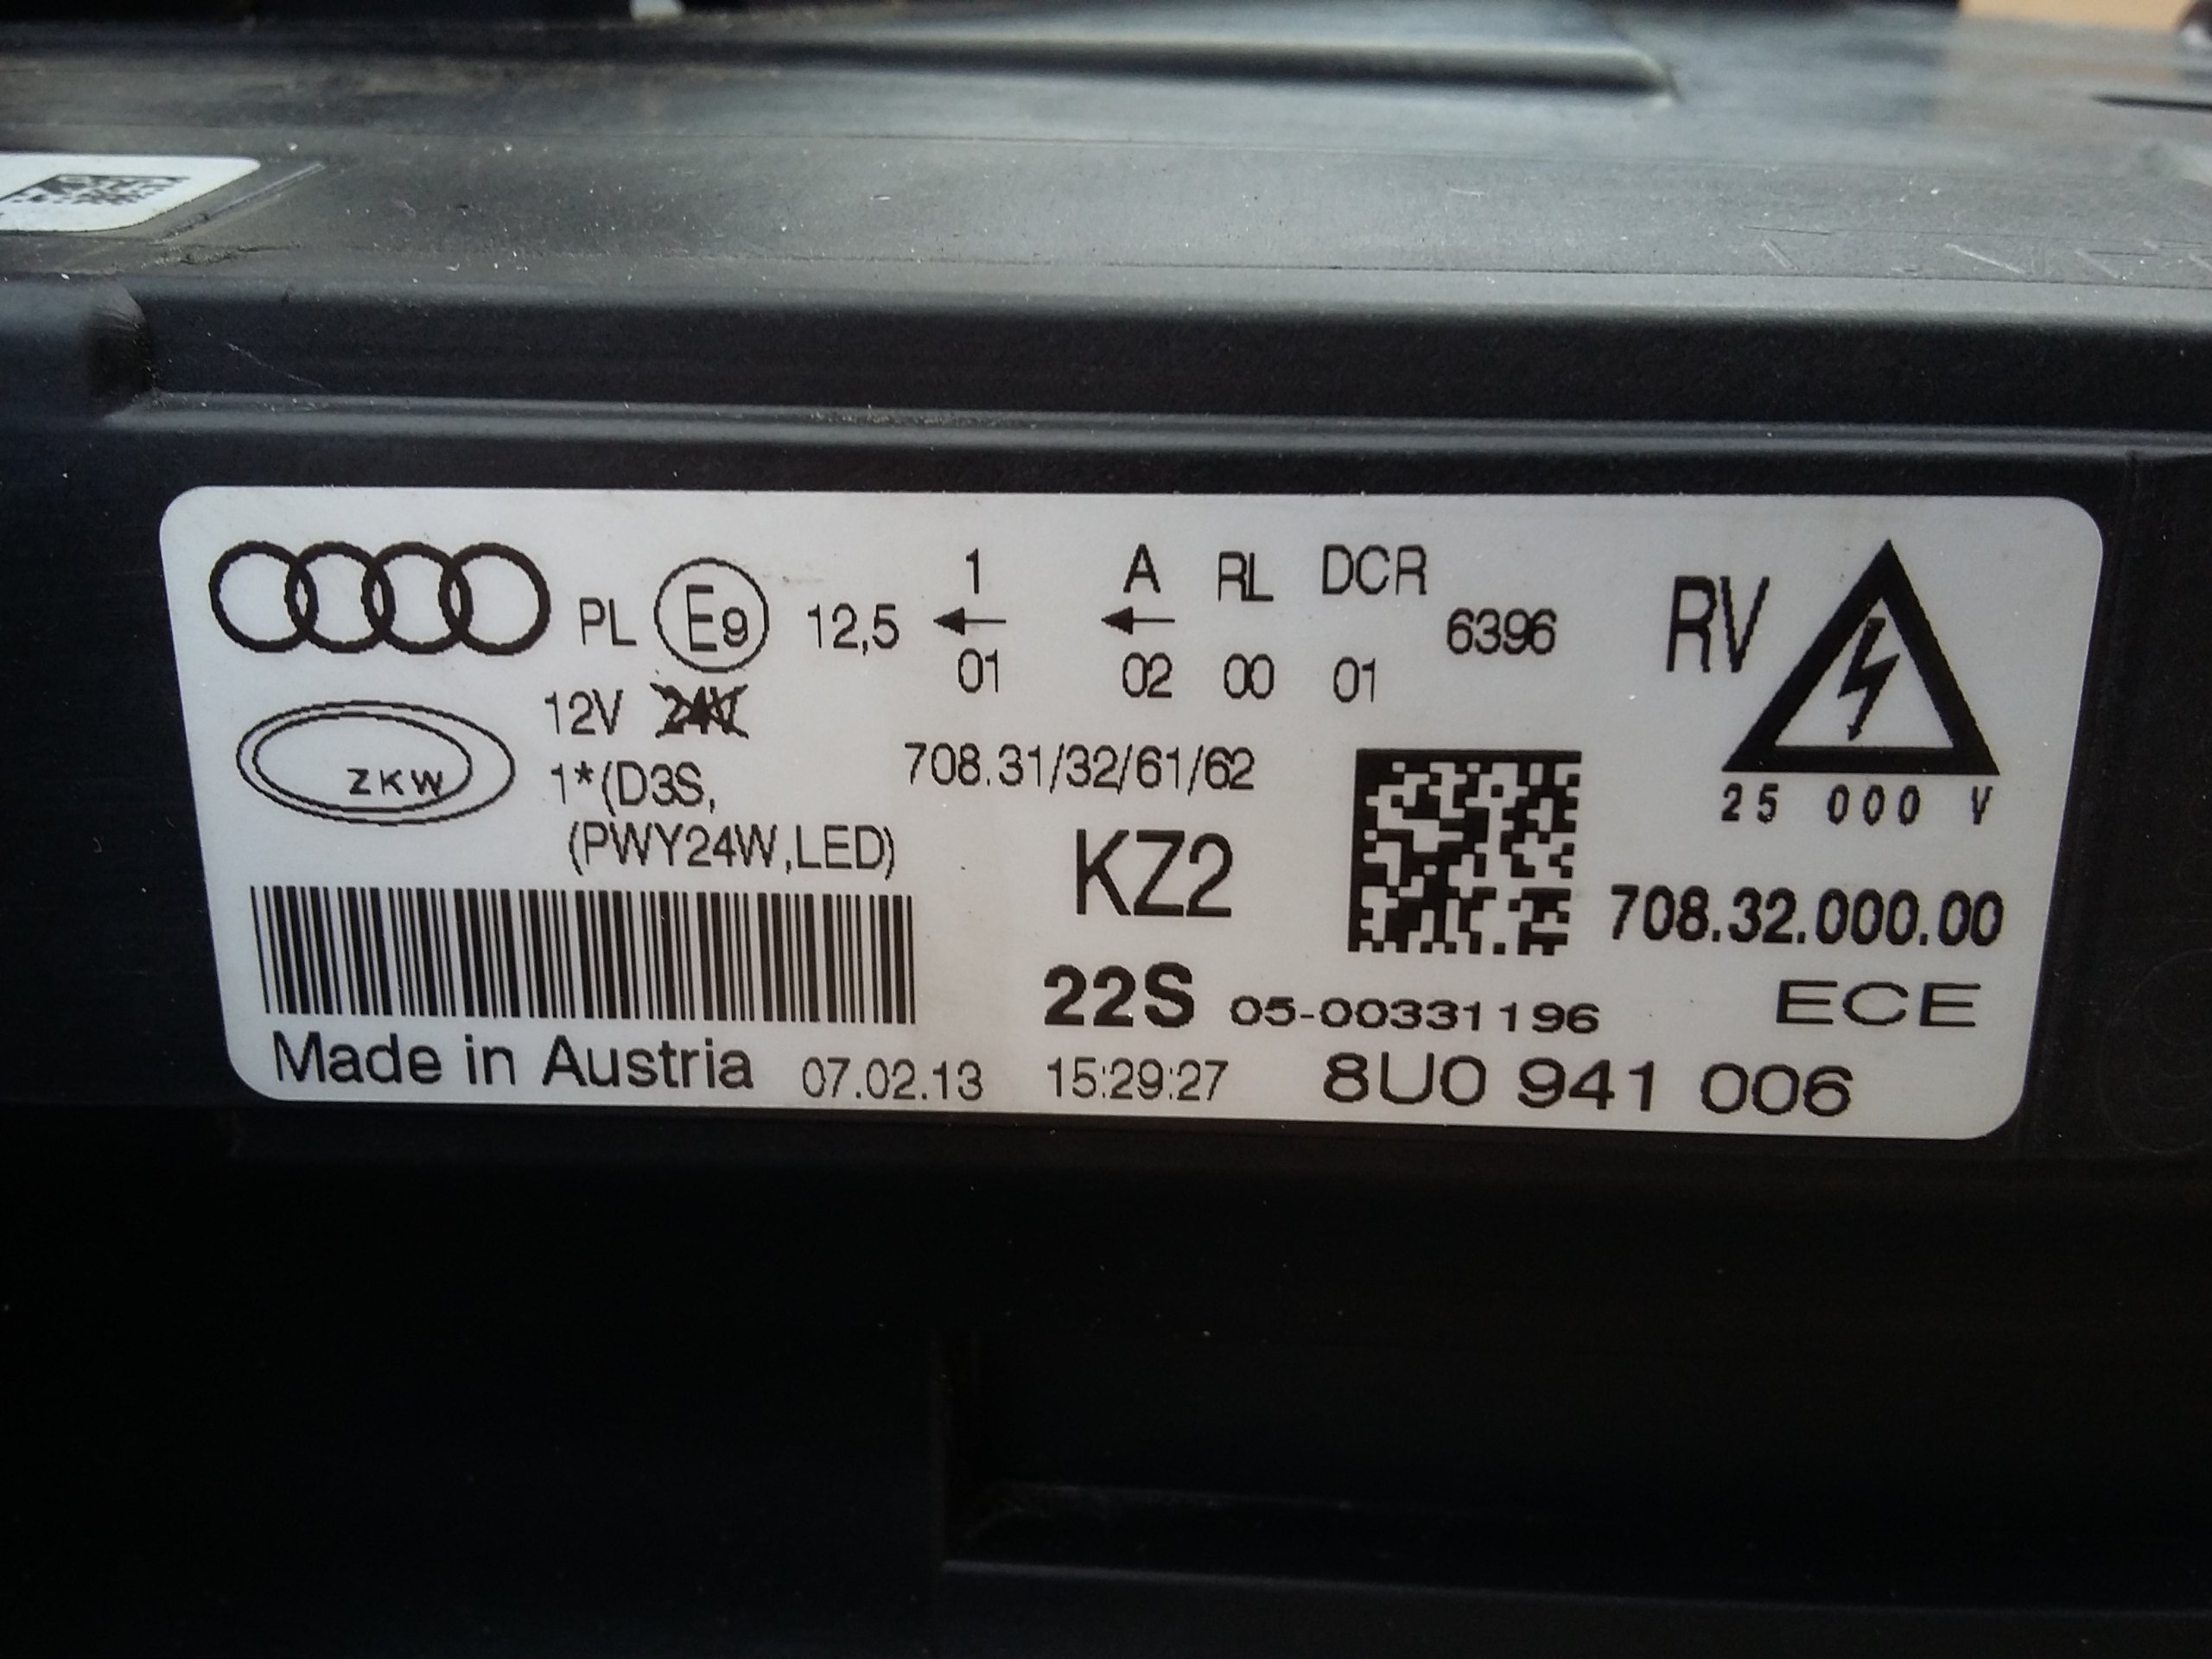 1 A RL DCR
PL E9 12,5 6396 RV
01 02 00 01
12V 24V
ZKW 1*(D3S, 708.31/32/61/62
25 000 V
(PWY24W,LED)
KZ2
708.32.000.00
22S 05-00331196 ECE
Made in Austria 07.02.13 15:29:27 8U0 941 006